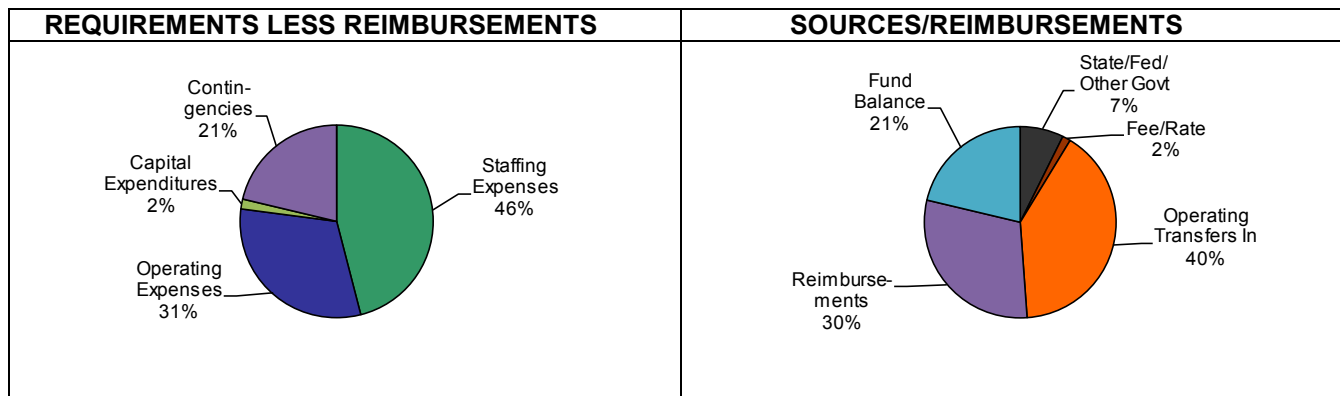 REQUIREMENTS LESS REIMBURSEMENTS
Contin-
gencies
21%
Capital
Expenditures
2%
Staffing
Expenses
46%
Operating
Expenses
31%
SOURCES/REIMBURSEMENTS
State/Fed/
Other Govt
7%
Fund
Balance
21%
Fee/Rate
2%
Operating
Transfers In
40%
Reimburse-
ments
30%